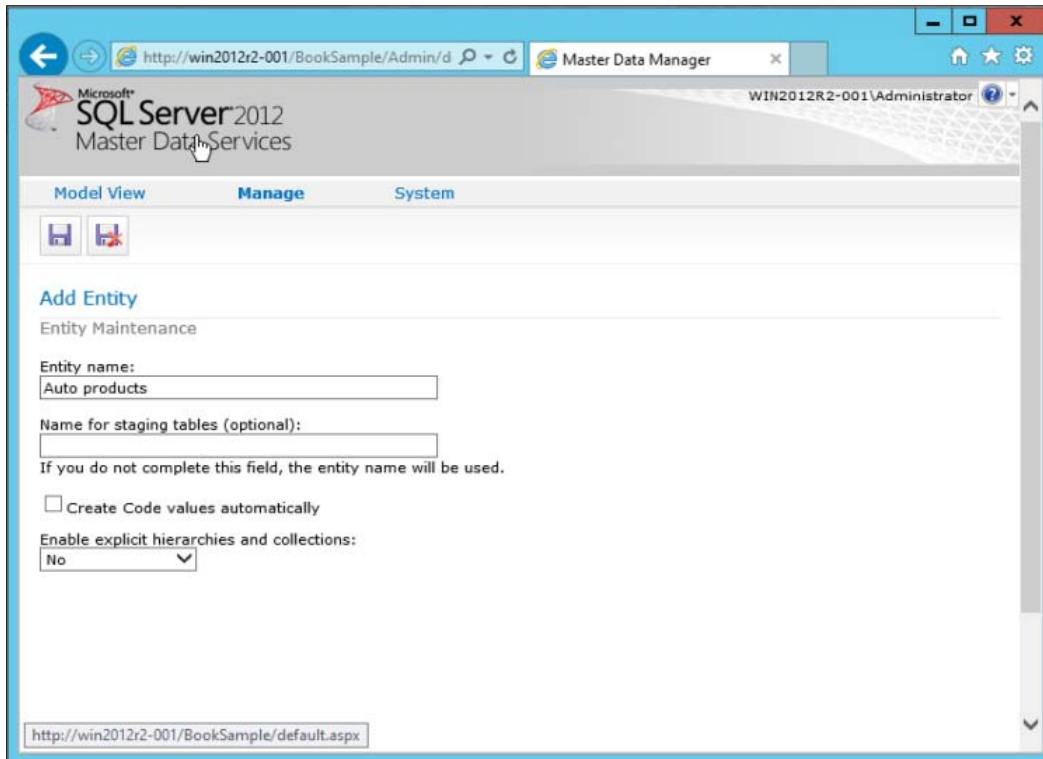 http://win2012r2-001/BookSample/Admin/d
Master Data Manager
Microsoft®
SQL Server® 2012
Master Data Services
WIN2012R2-001\Administrator
Model View Manage System
Add Entity
Entity Maintenance
Entity name:
Auto products
Name for staging tables (optional):
If you do not complete this field, the entity name will be used.
Create Code values automatically
Enable explicit hierarchies and collections:
No
http://win2012r2-001/BookSample/default.aspx